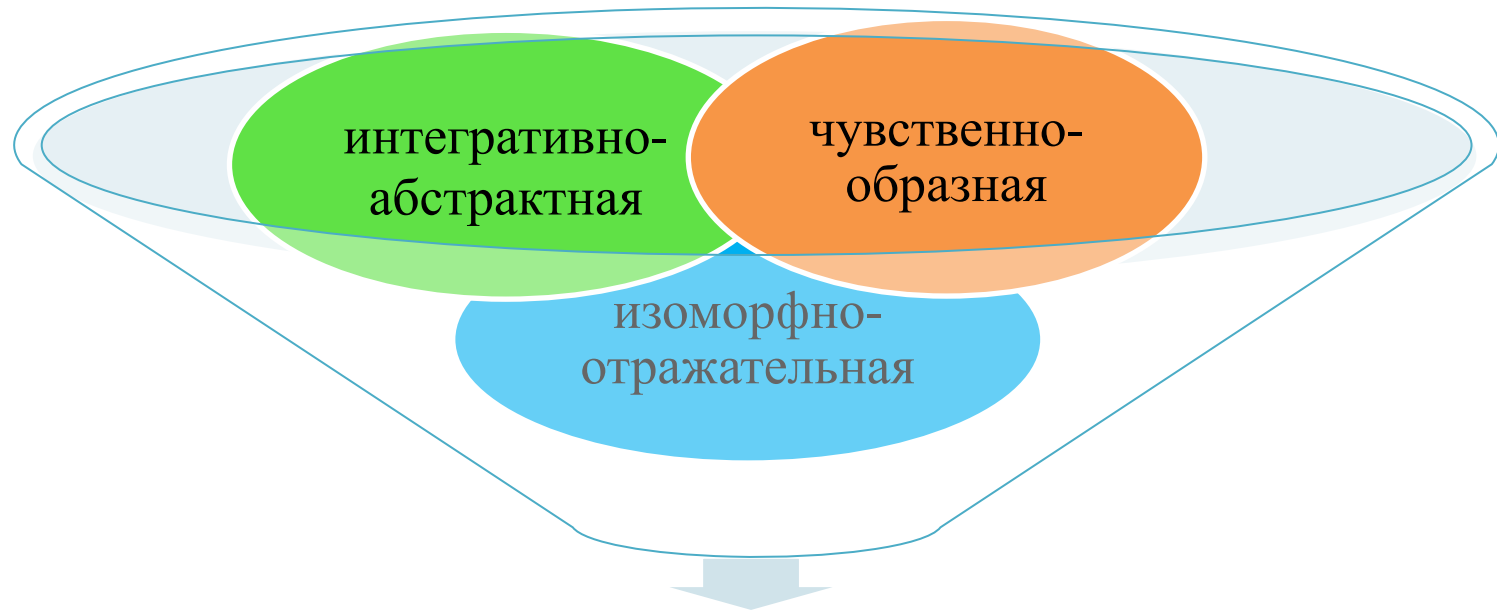 интегративно-
абстрактная
чувственно-
образная
изоморфно-
отражательная